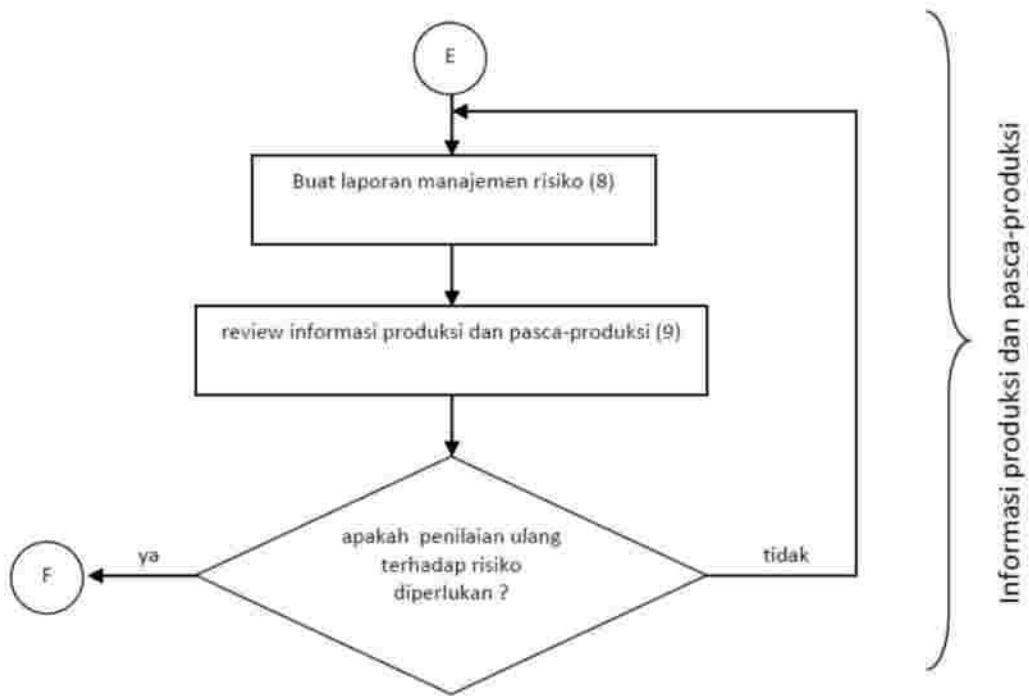 E
Buat laporan manajemen risiko (8)
review informasi produksi dan pasca-produksi (9)
apakah penilaian ulang
terhadap risiko
diperlukan ?
ya
tidak
F
Informasi produksi dan pasca-produksi